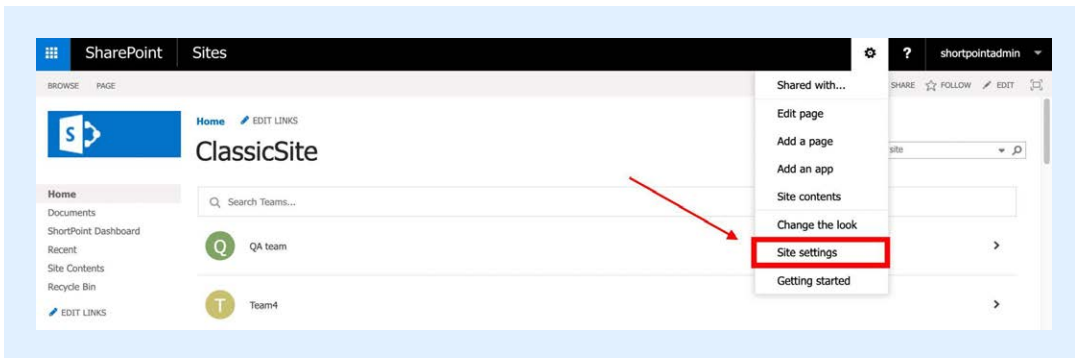 SharePoint Sites ? shortpointadmin
BROWSE PAGE SHARE FOLLOW EDIT
Shared with...
Edit page
Add a page
Add an app
Site contents
Change the look
Site settings
Getting started
S
Home EDIT LINKS
ClassicSite
site
Home
Documents
ShortPoint Dashboard
Recent
Site Contents
Recycle Bin
EDIT LINKS
Search Teams...
Q QA team
T Team4